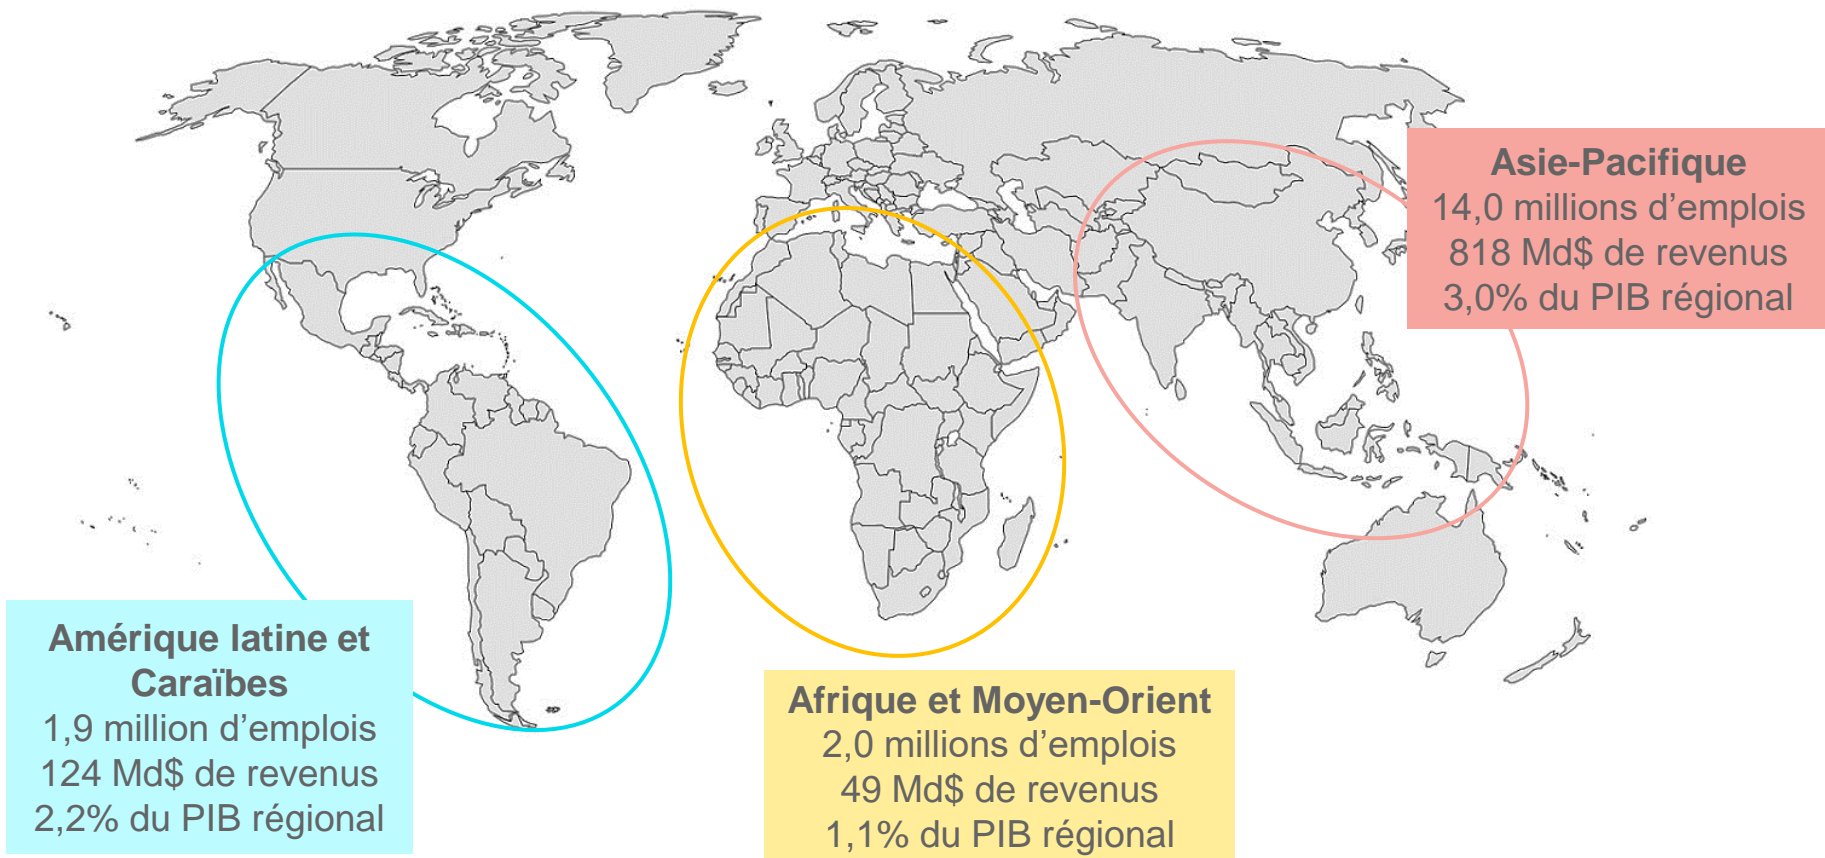 Asie-Pacifique
14,0 millions d’emplois
818 Md$ de revenus
3,0% du PIB régional
Amérique latine et
Caraïbes
1,9 million d’emplois
124 Md$ de revenus
2,2% du PIB régional
Afrique et Moyen-Orient
2,0 millions d’emplois
49 Md$ de revenus
1,1% du PIB régional